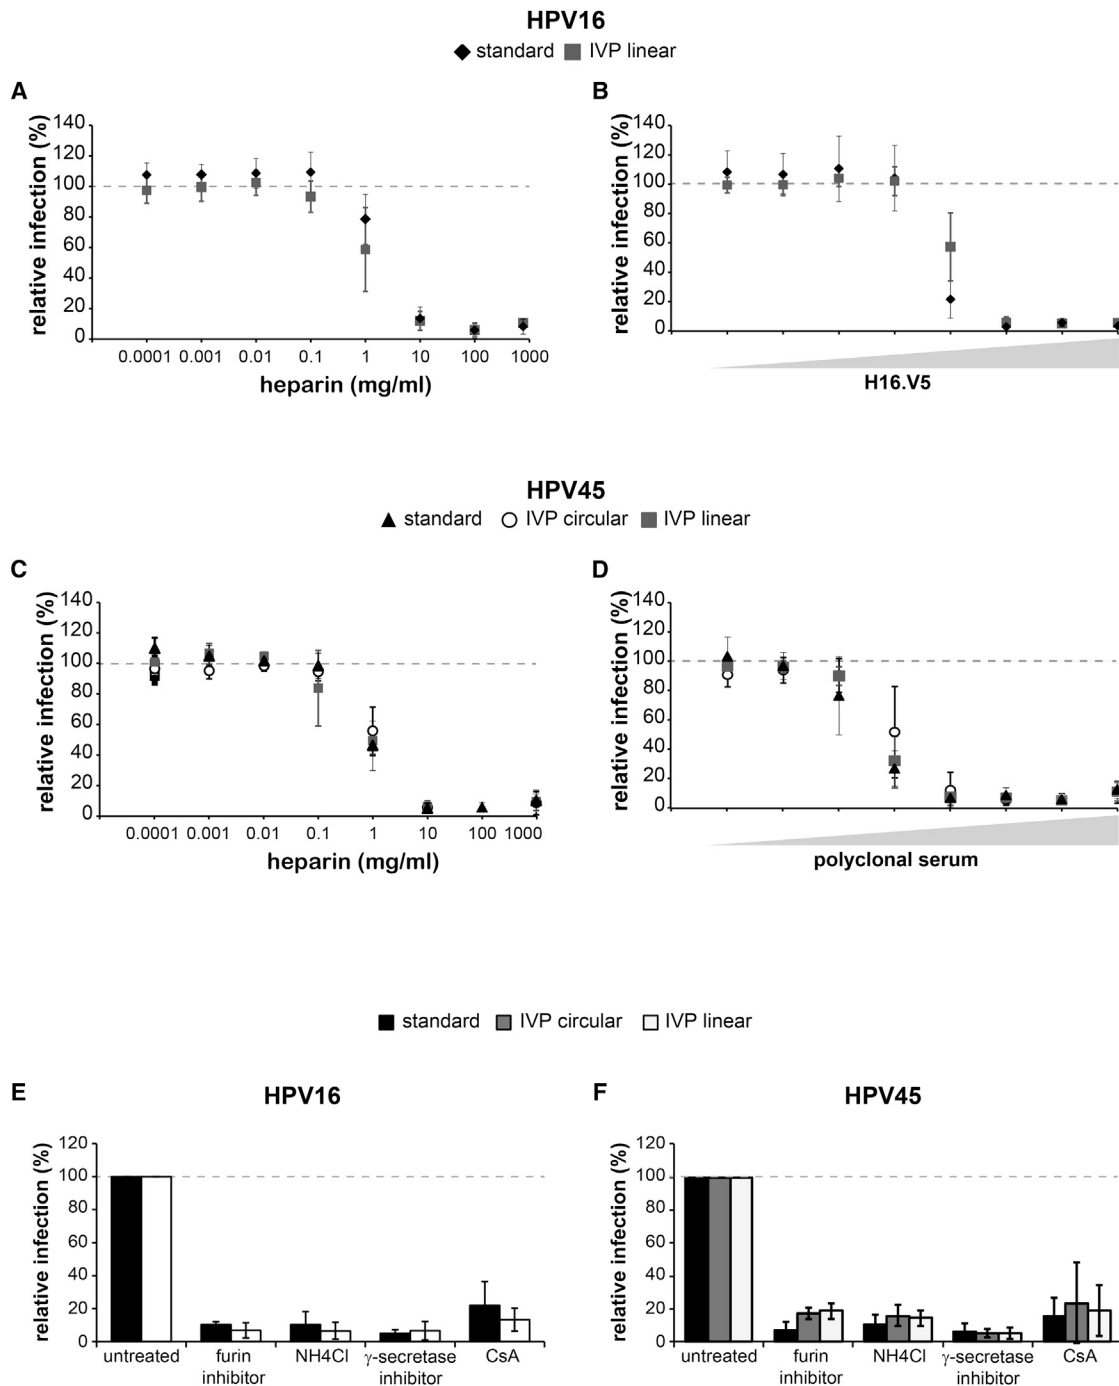 HPV16
standard IVP linear
A
B
relative infection (%)
140
120
100
80
60
40
20
0
0.0001 0.001 0.01 0.1 1 10 100 1000
heparin (mg/ml)
relative infection (%)
140
120
100
80
60
40
20
0
H16.V5
HPV45
standard IVP circular IVP linear
C
D
relative infection (%)
140
120
100
80
60
40
20
0
0.0001 0.001 0.01 0.1 1 10 100 1000
heparin (mg/ml)
relative infection (%)
140
120
100
80
60
40
20
0
polyclonal serum
standard IVP circular IVP linear
E
HPV16
relative infection (%)
120
100
80
60
40
20
0
untreated furin NH4Cl γ-secretase CsA
inhibitor inhibitor
F
HPV45
relative infection (%)
120
100
80
60
40
20
0
untreated furin NH4Cl γ-secretase CsA
inhibitor inhibitor